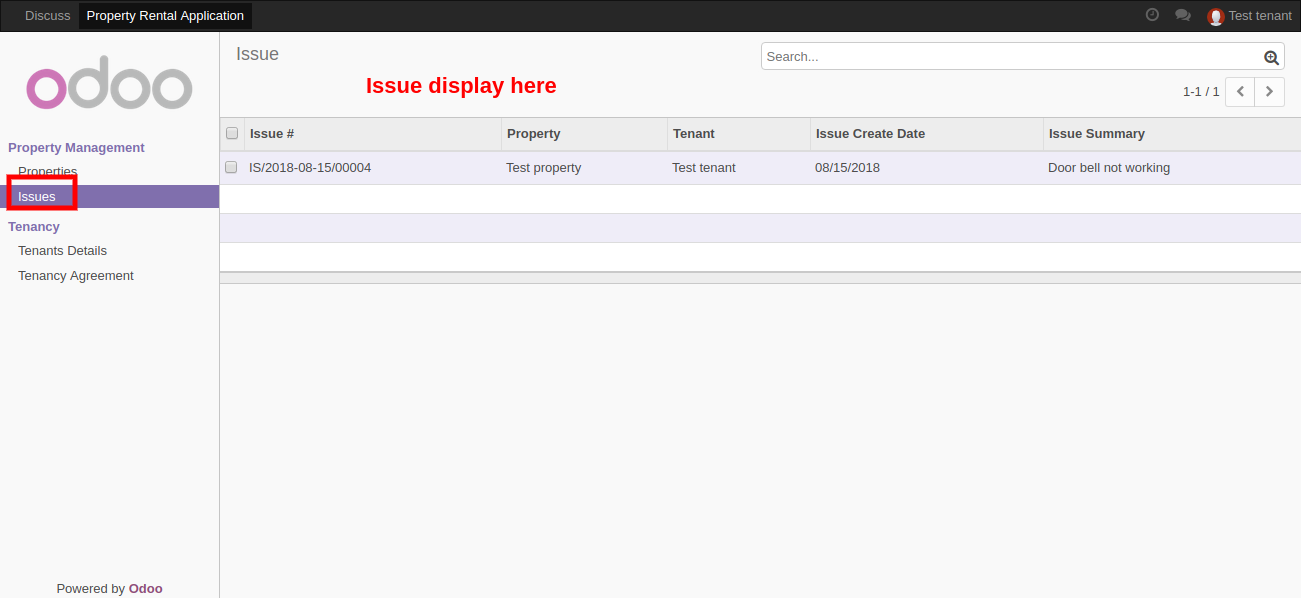 Discuss Property Rental Application Test tenant
odoo
Issue
Search...
Issue display here
1-1 / 1
Property Management
Properties
Issues
Tenancy
Tenants Details
Tenancy Agreement
Issue # Property Tenant Issue Create Date Issue Summary
IS/2018-08-15/00004 Test property Test tenant 08/15/2018 Door bell not working
Powered by Odoo